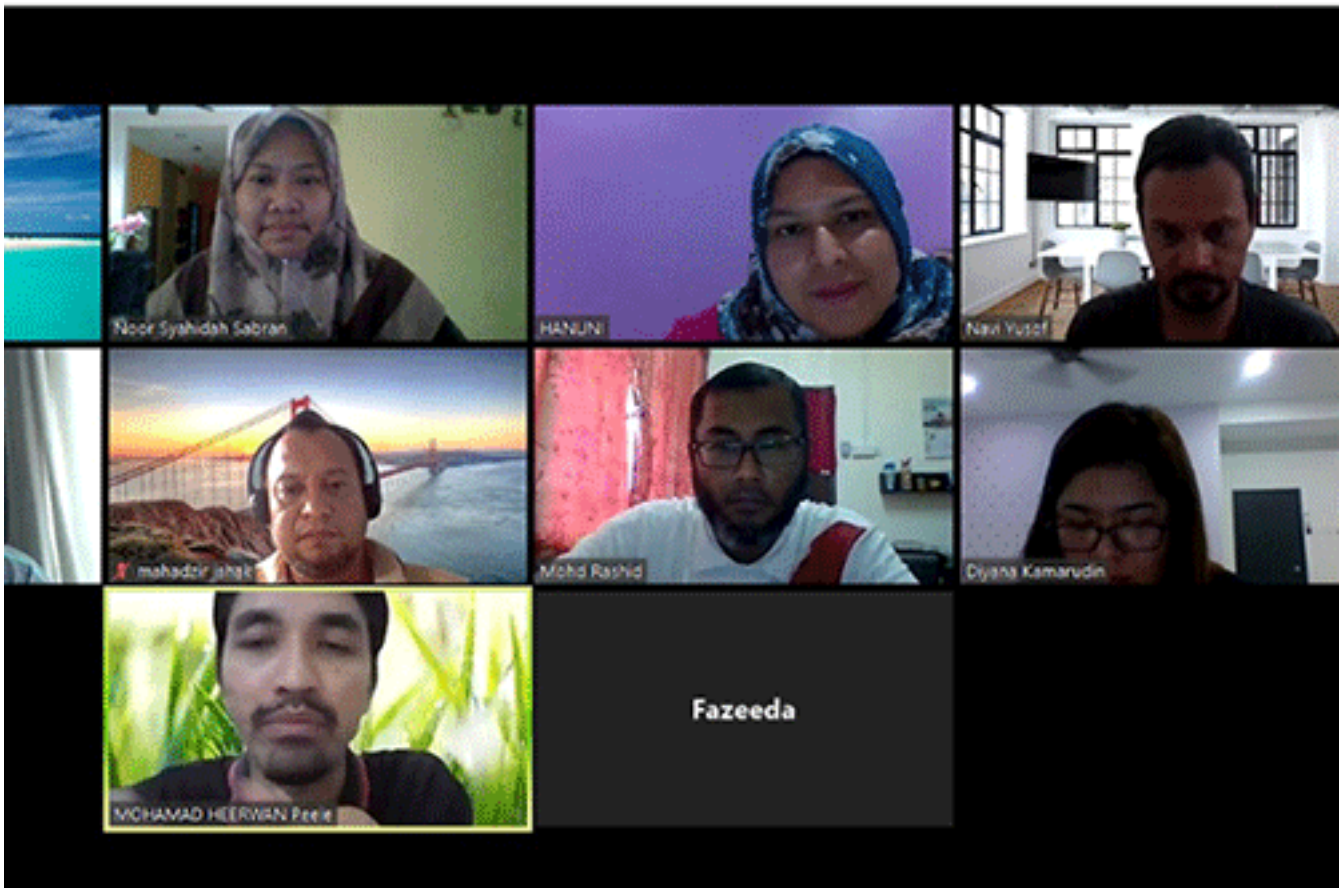 Noor Syahidah Sabran
HANUNI
Navi Yusof
mahadzir ishak
Mohd Rashid
Diyana Kamarudin
MOHAMAD HEERWAN Peeie
Fazeeda